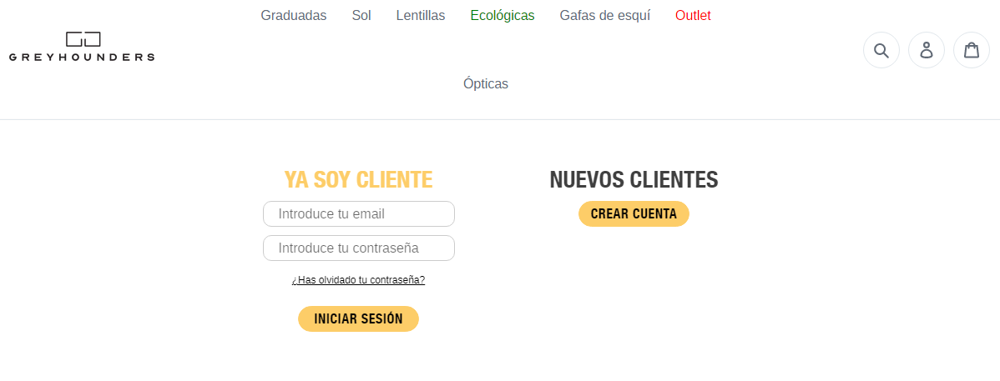 Graduadas Sol Lentillas Ecológicas Gafas de esquí Outlet
GREYHOUNDERS
Ópticas
YA SOY CLIENTE
Introduce tu email
Introduce tu contraseña
¿Has olvidado tu contraseña?
INICIAR SESIÓN
NUEVOS CLIENTES
CREAR CUENTA